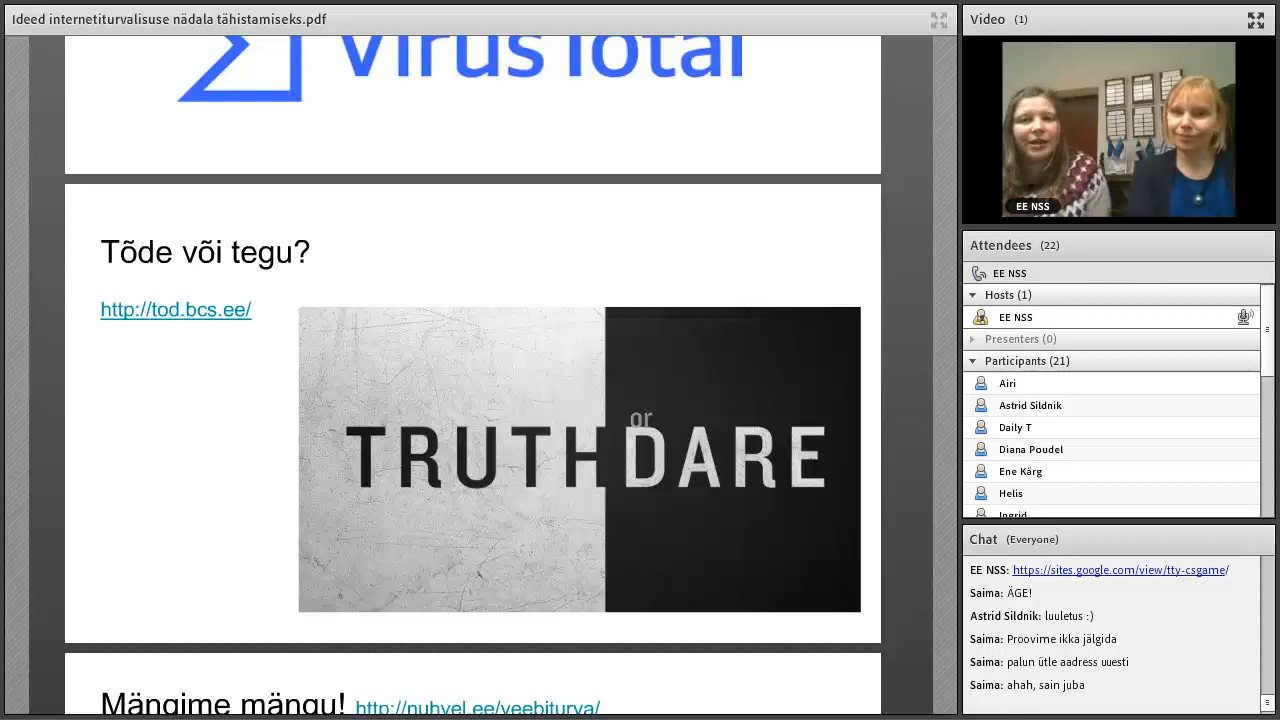 Ideed internetiturvalisuse nädala tähistamiseks.pdf
VirusTotal
Tõde või tegu?
http://tod.bcs.ee/
or
TRUTH DARE
Mängime mängu! http://nuhvel.ee/veebiturva/
Video (1)
EE NSS
Attendees (22)
EE NSS
Hosts (1)
EE NSS
Presenters (0)
Participants (21)
Airi
Astrid Sildnik
Daily T
Diana Poudel
Ene Kärg
Helis
Ingrid
Chat (Everyone)
EE NSS: https://sites.google.com/view/tty-csgame/
Saima: ÄGE!
Astrid Sildnik: luuletus :)
Saima: Proovime ikka jälgida
Saima: palun ütle aadress uuesti
Saima: ahah, sain juba